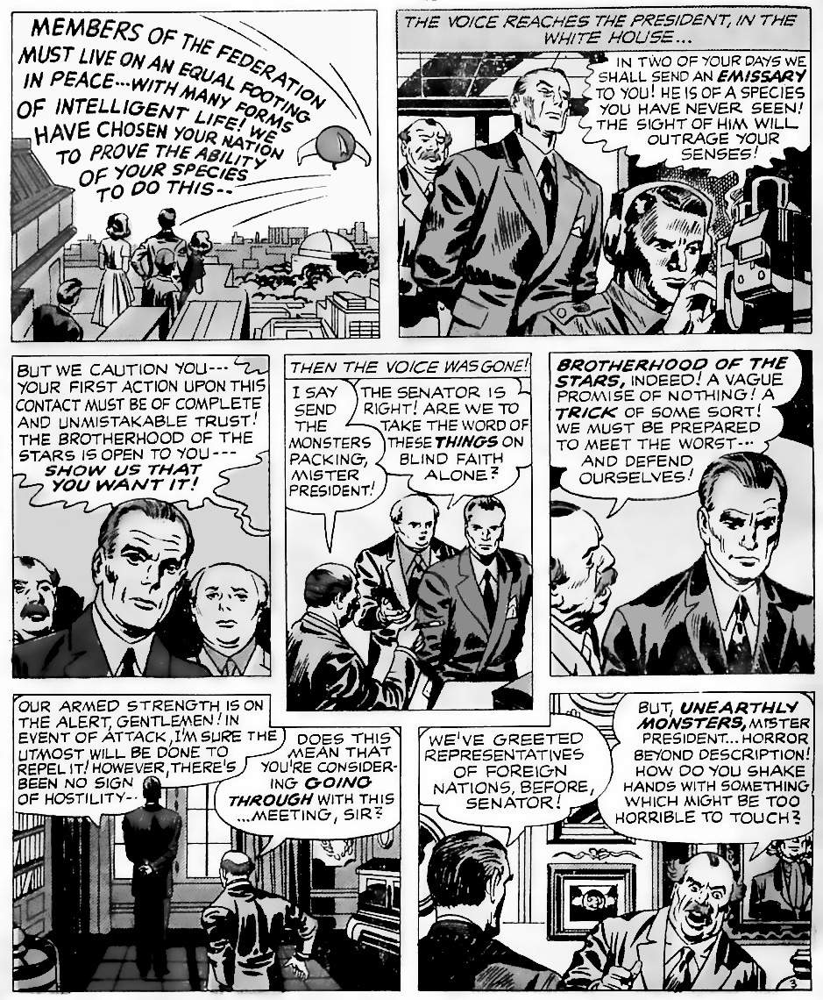 MEMBERS OF THE FEDERATION
MUST LIVE ON AN EQUAL FOOTING
IN PEACE...WITH MANY FORMS
OF INTELLIGENT LIFE! WE
HAVE CHOSEN YOUR NATION
TO PROVE THE ABILITY
OF YOUR SPECIES
TO DO THIS--
THE VOICE REACHES THE PRESIDENT, IN THE
WHITE HOUSE...
IN TWO OF YOUR DAYS WE
SHALL SEND AN EMISSARY
TO YOU! HE IS OF A SPECIES
YOU HAVE NEVER SEEN!
THE SIGHT OF HIM WILL
OUTRAGE YOUR
SENSES!
BUT WE CAUTION YOU---
YOUR FIRST ACTION UPON THIS
CONTACT MUST BE OF COMPLETE
AND UNMISTAKABLE TRUST!
THE BROTHERHOOD OF THE
STARS IS OPEN TO YOU---
SHOW US THAT
YOU WANT IT!
THEN THE VOICE WAS GONE!
I SAY
SEND
THE
MONSTERS
PACKING,
MISTER
PRESIDENT!
THE SENATOR IS
RIGHT! ARE WE TO
TAKE THE WORD OF
THESE THINGS ON
BLIND FAITH
ALONE?
BROTHERHOOD OF THE
STARS, INDEED! A VAGUE
PROMISE OF NOTHING! A
TRICK OF SOME SORT!
WE MUST BE PREPARED
TO MEET THE WORST---
AND DEFEND
OURSELVES!
OUR ARMED STRENGTH IS ON
THE ALERT, GENTLEMEN! IN
EVENT OF ATTACK, I'M SURE THE
UTMOST WILL BE DONE TO
REPEL IT! HOWEVER, THERE'S
BEEN NO SIGN
OF HOSTILITY--
DOES THIS
MEAN THAT
YOU'RE CONSIDER-
ING GOING
THROUGH WITH THIS
...MEETING, SIR?
WE'VE GREETED
REPRESENTATIVES
OF FOREIGN
NATIONS, BEFORE,
SENATOR!
BUT, UNEARTHLY
MONSTERS, MISTER
PRESIDENT... HORROR
BEYOND DESCRIPTION!
HOW DO YOU SHAKE
HANDS WITH SOMETHING
WHICH MIGHT BE TOO
HORRIBLE TO TOUCH?
3